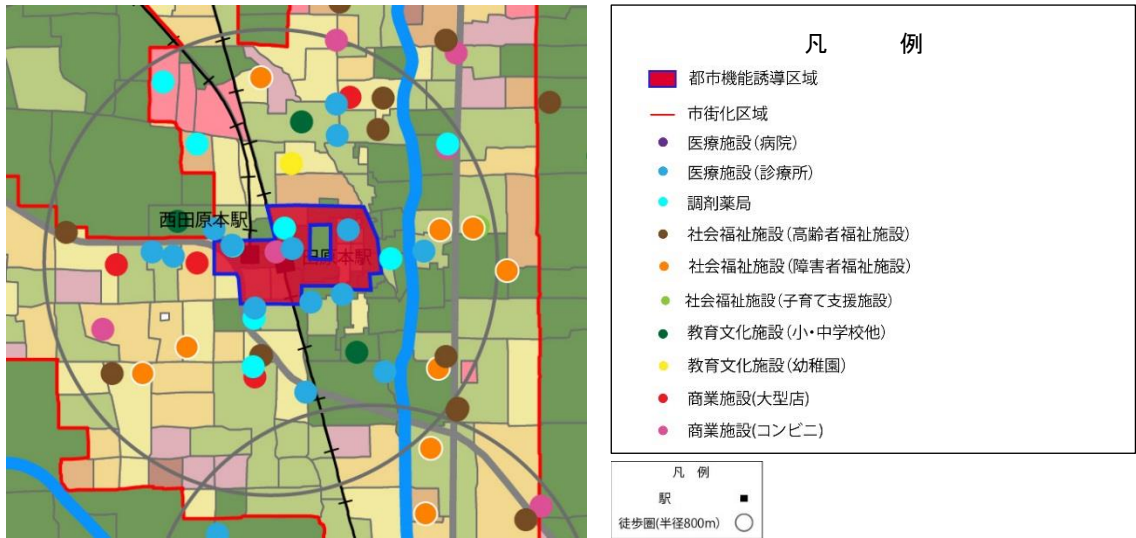 西田原本駅
田原本駅
凡 例
都市機能誘導区域
市街化区域
医療施設(病院)
医療施設(診療所)
調剤薬局
社会福祉施設(高齢者福祉施設)
社会福祉施設(障害者福祉施設)
社会福祉施設(子育て支援施設)
教育文化施設(小・中学校他)
教育文化施設(幼稚園)
商業施設(大型店)
商業施設(コンビニ)
凡 例
駅
徒歩圏(半径800m)